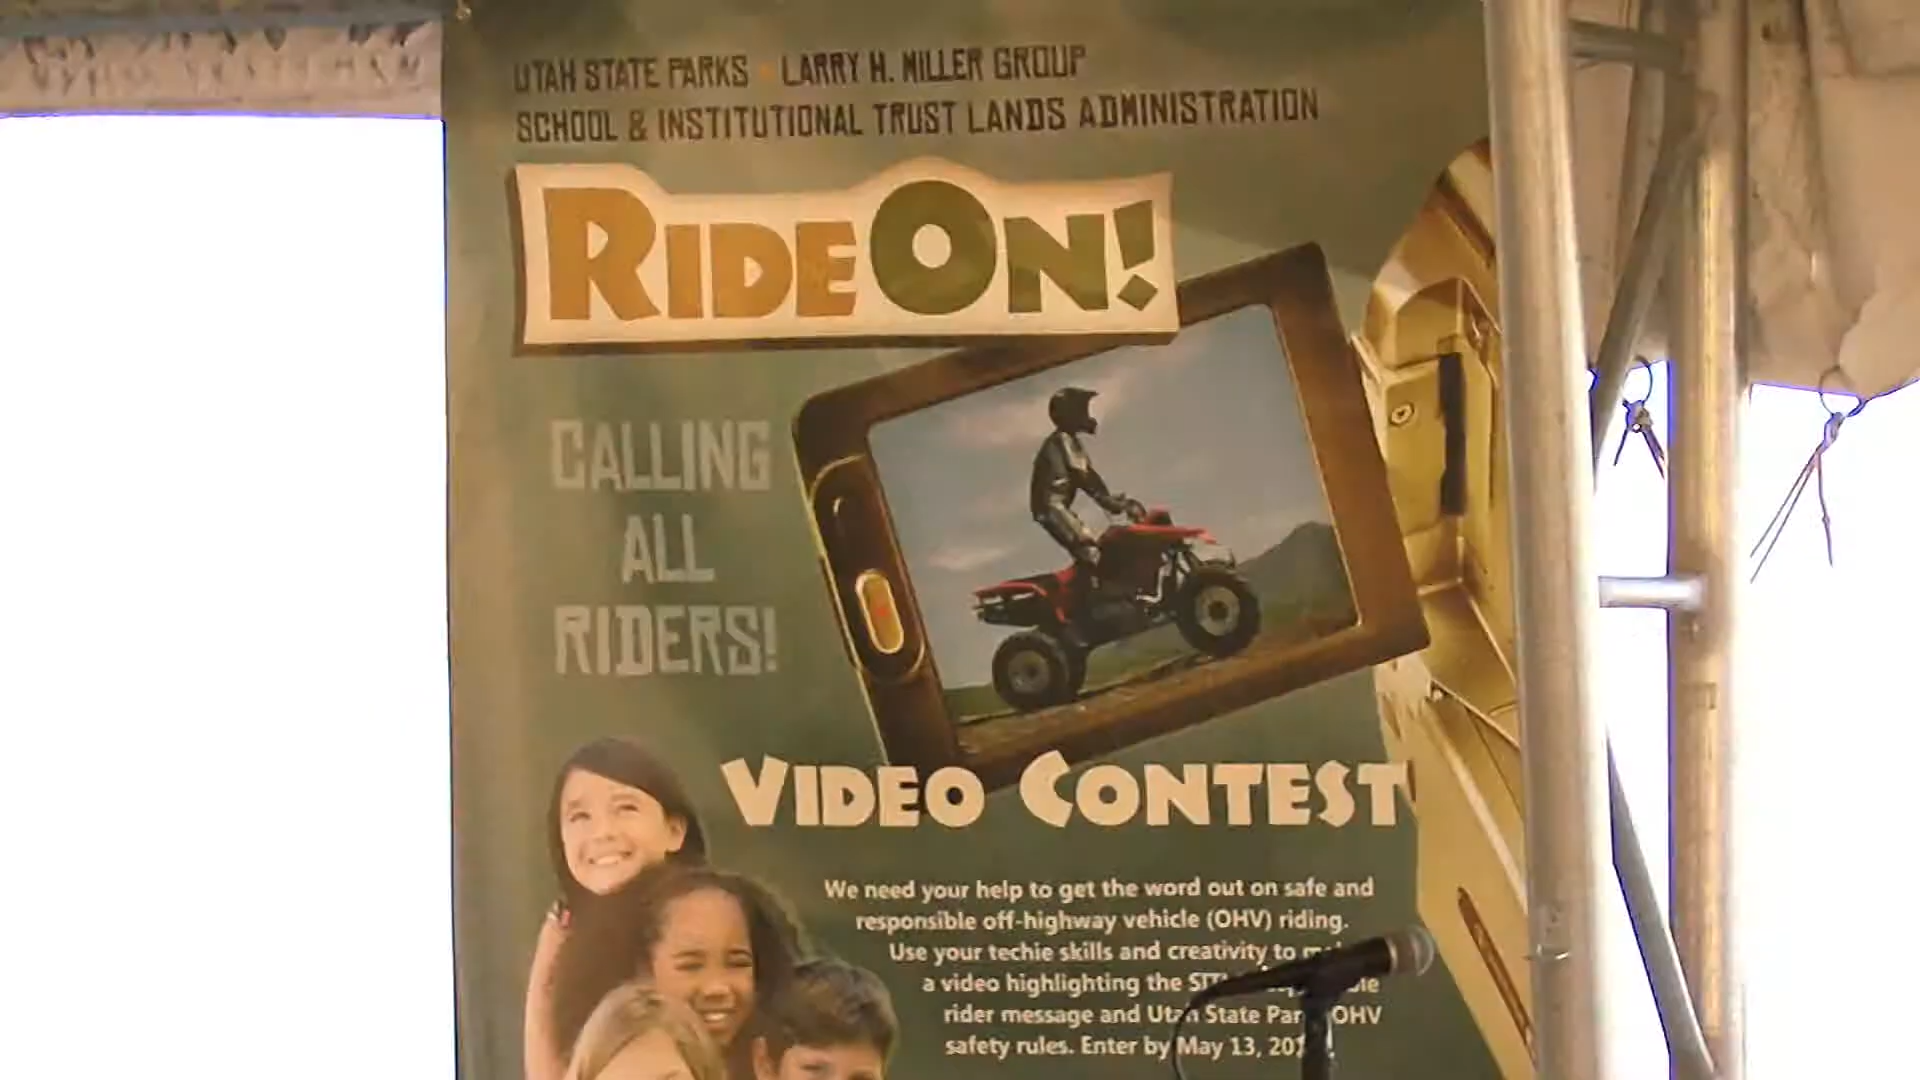 UTAH STATE PARKS • LARRY H. MILLER GROUP
SCHOOL & INSTITUTIONAL TRUST LANDS ADMINISTRATION
RIDE ON!
CALLING
ALL
RIDERS!
VIDEO CONTEST
We need your help to get the word out on safe and
responsible off-highway vehicle (OHV) riding.
Use your techie skills and creativity to
a video highlighting the
rider message and Utah State OHV
safety rules. Enter by May 13,